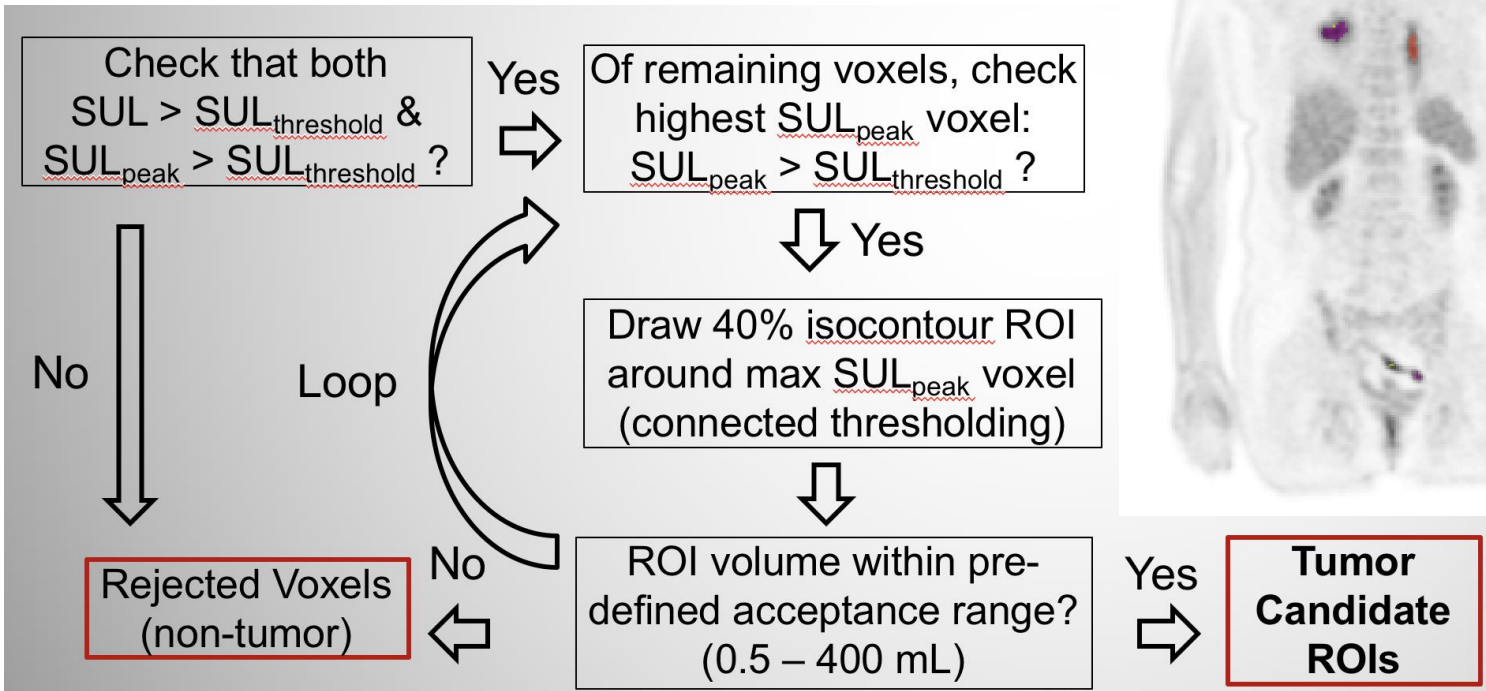 Check that both
SUL > SULthreshold &
SULpeak > SULthreshold ?
Yes
Of remaining voxels, check
highest SULpeak voxel:
SULpeak > SULthreshold ?
Yes
No
Loop
Draw 40% isocontour ROI
around max SULpeak voxel
(connected thresholding)
Rejected Voxels
(non-tumor)
No
ROI volume within pre-
defined acceptance range?
(0.5 – 400 mL)
Yes
Tumor
Candidate
ROIs